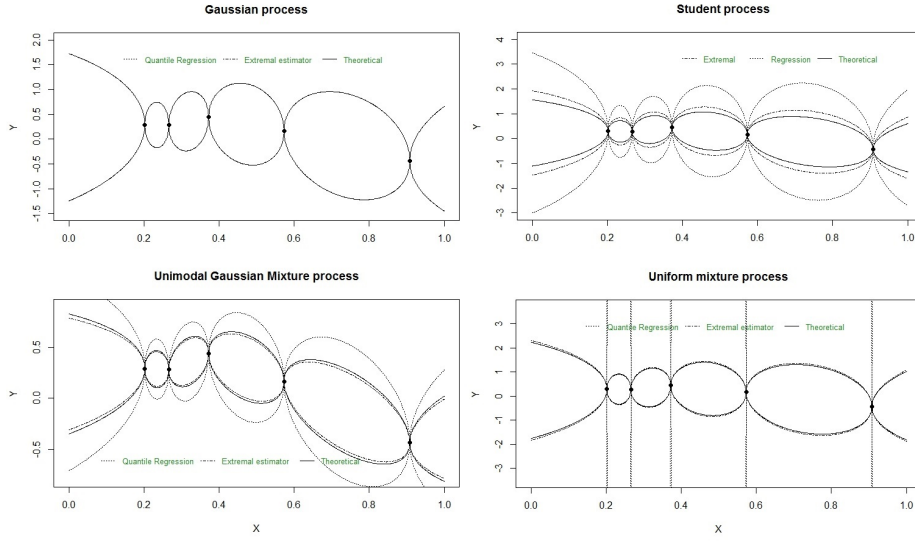 Gaussian process
Y
2.0
1.5
1.0
0.5
0.0
-0.5
-1.0
-1.5
Quantile Regression Extremal estimator Theoretical
0.0 0.2 0.4 0.6 0.8 1.0
Student process
Y
4
3
2
1
0
-1
-2
-3
Extremal Regression Theoretical
0.0 0.2 0.4 0.6 0.8 1.0
Unimodal Gaussian Mixture process
Y
0.5
0.0
-0.5
Quantile Regression Extremal estimator Theoretical
0.0 0.2 0.4 0.6 0.8 1.0
X
Uniform mixture process
Y
3
2
1
0
-1
-2
-3
Quantile Regression Extremal estimator Theoretical
0.0 0.2 0.4 0.6 0.8 1.0
X